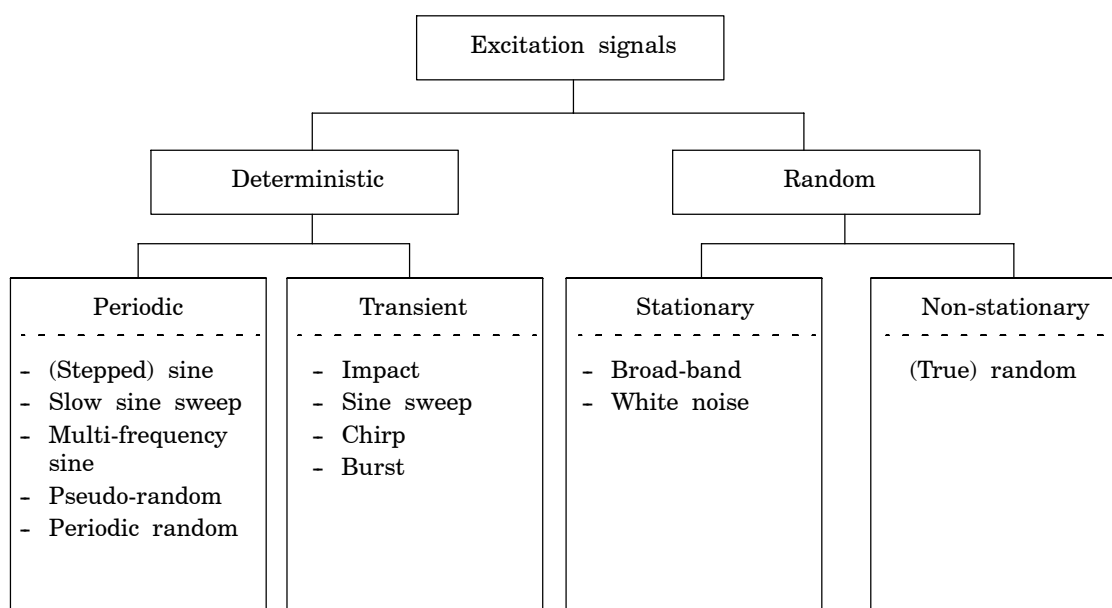 Excitation signals
Deterministic
Random
Periodic
- (Stepped) sine
- Slow sine sweep
- Multi-frequency
sine
- Pseudo-random
- Periodic random
Transient
- Impact
- Sine sweep
- Chirp
- Burst
Stationary
- Broad-band
- White noise
Non-stationary
(True) random